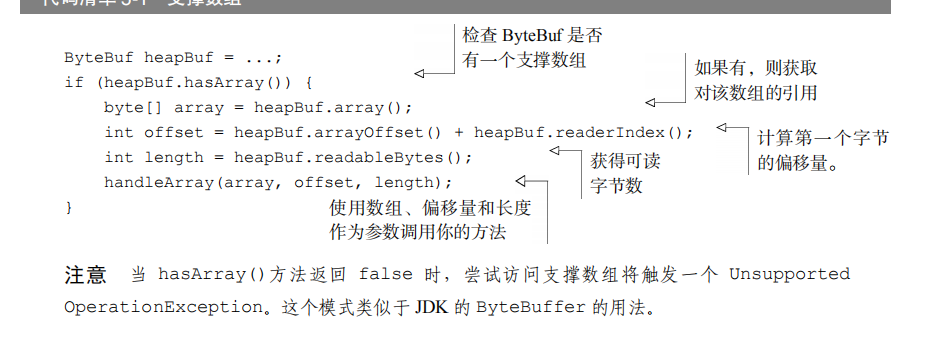 代码清单 5-1 支撑数组
ByteBuf heapBuf = ...;
检查 ByteBuf 是否
有一个支撑数组
if (heapBuf.hasArray()) {
如果有，则获取
对该数组的引用
byte[] array = heapBuf.array();
int offset = heapBuf.arrayOffset() + heapBuf.readerIndex();
计算第一个字节
的偏移量。
int length = heapBuf.readableBytes();
获得可读
字节数
handleArray(array, offset, length);
使用数组、偏移量和长度
作为参数调用你的方法
}
注意 当 hasArray()方法返回 false 时，尝试访问支撑数组将触发一个 Unsupported
OperationException。这个模式类似于 JDK 的 ByteBuffer 的用法。